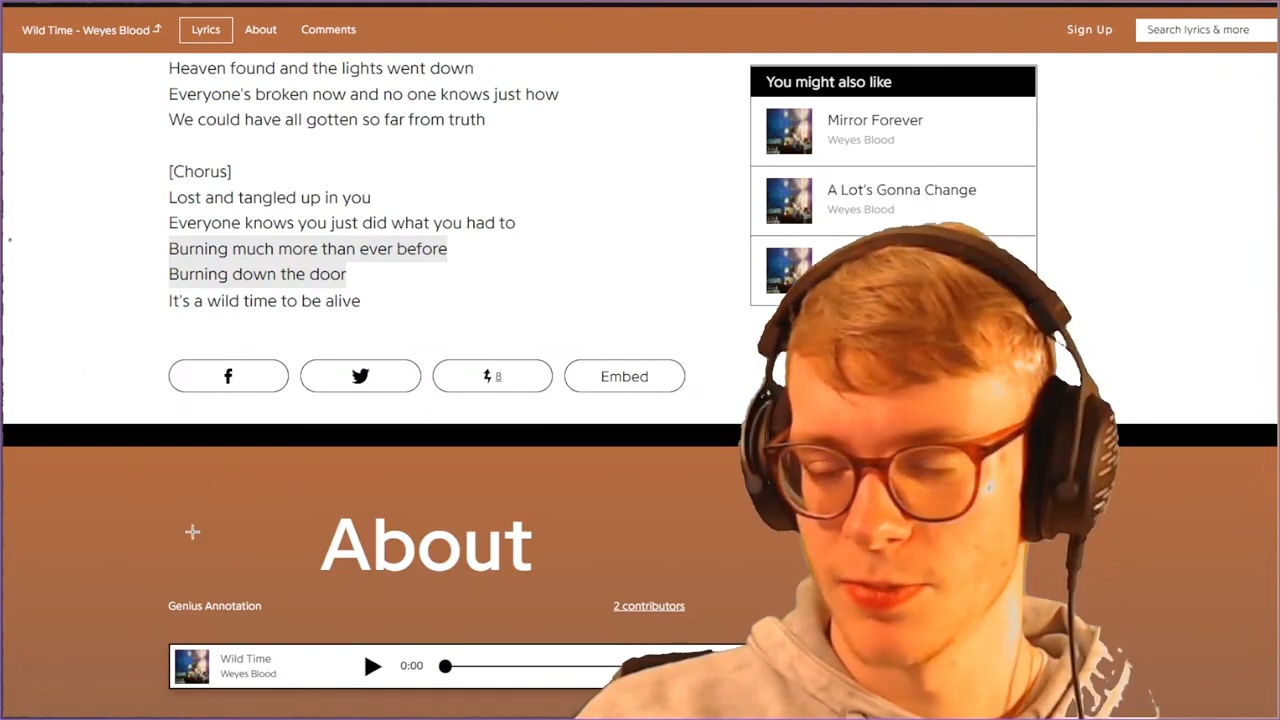 Wild Time - Weyes Blood Lyrics About Comments Sign Up Search lyrics & more
Heaven found and the lights went down
Everyone's broken now and no one knows just how
We could have all gotten so far from truth
[Chorus]
Lost and tangled up in you
Everyone knows you just did what you had to
Burning much more than ever before
Burning down the door
It's a wild time to be alive
8 Embed
You might also like
Mirror Forever
Weyes Blood
A Lot's Gonna Change
Weyes Blood
About
Genius Annotation 2 contributors
Wild Time
Weyes Blood
0:00